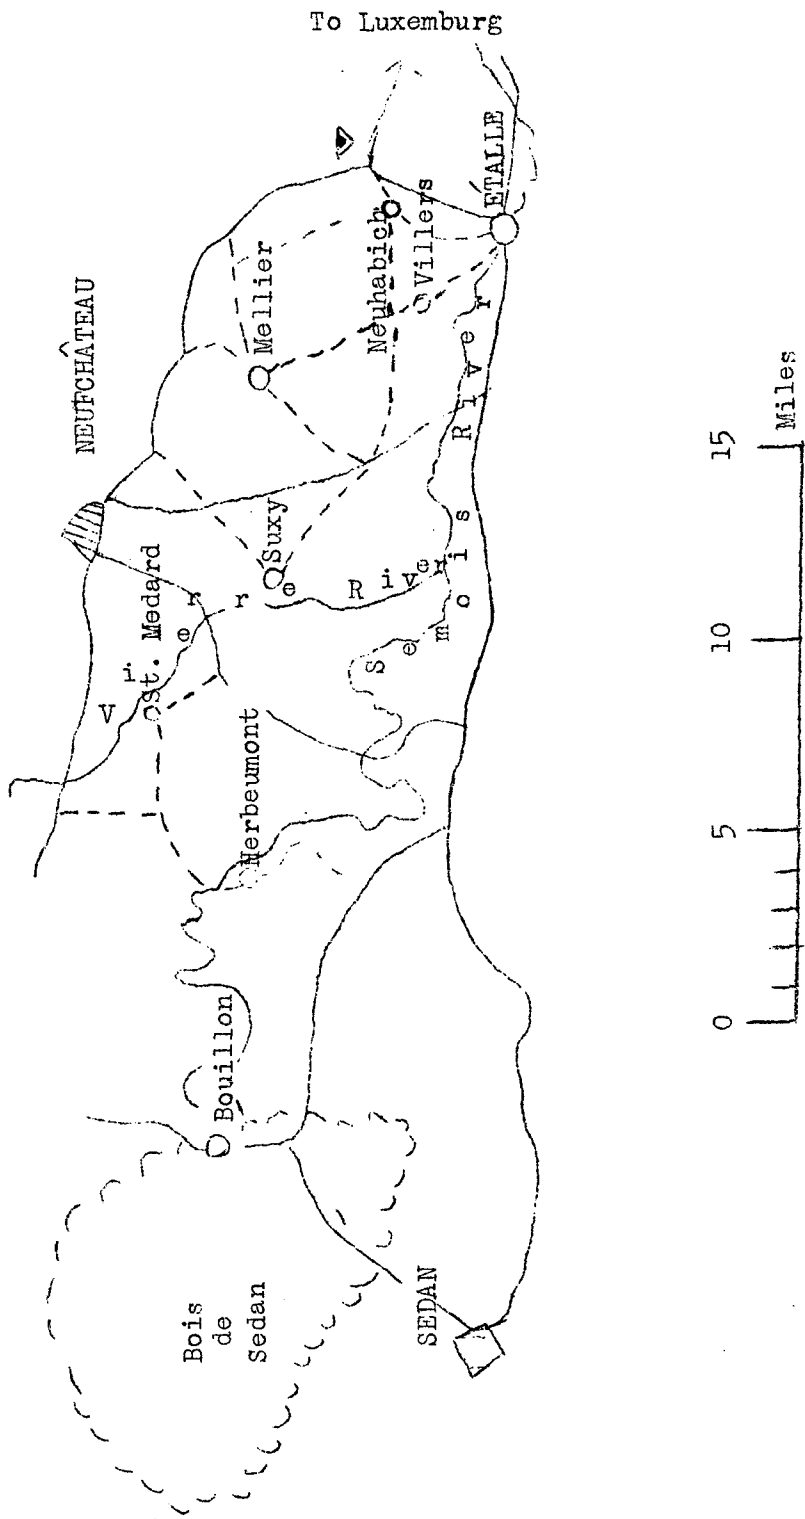 To Luxemburg
NEUFCHÂTEAU
Mellier
Neuhabich
Villers
ETALLE
St. Medard
Suxy
Vierre River
Semois River
Herbeumont
Bouillon
Bois
de
Sedan
SEDAN
0 5 10 15
Miles